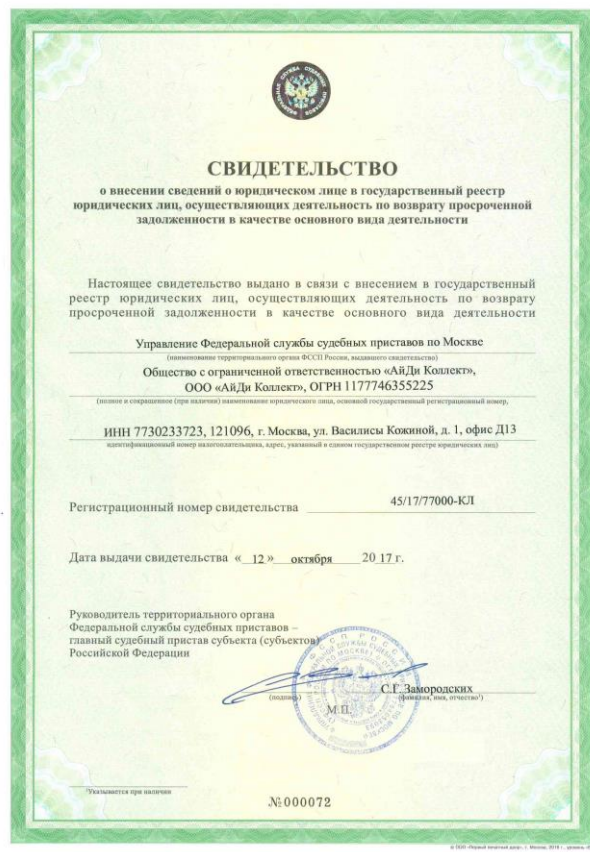 СВИДЕТЕЛЬСТВО
о внесении сведений о юридическом лице в государственный реестр
юридических лиц, осуществляющих деятельность по возврату просроченной
задолженности в качестве основного вида деятельности
Настоящее свидетельство выдано в связи с внесением в государственный
реестр юридических лиц, осуществляющих деятельность по возврату
просроченной задолженности в качестве основного вида деятельности
Управление Федеральной службы судебных приставов по Москве
(наименование территориального органа ФССП России, выдавшего свидетельство)
Общество с ограниченной ответственностью «АйДи Коллект»,
ООО «АйДи Коллект», ОГРН 1177746355225
(полное и сокращенное (при наличии) наименование юридического лица, основной государственный регистрационный номер,
ИНН 7730233723, 121096, г. Москва, ул. Василисы Кожиной, д. 1, офис Д13
идентификационный номер налогоплательщика, адрес, указанный в едином государственном реестре юридических лиц)
Регистрационный номер свидетельства 45/17/77000-КЛ
Дата выдачи свидетельства « 12 » октября 20 17 г.
Руководитель территориального органа
Федеральной службы судебных приставов –
главный судебный пристав субъекта (субъектов)
Российской Федерации
С.Г. Замородских
(подпись) (фамилия, имя, отчество¹)
М.П.
¹Указывается при наличии
№000072